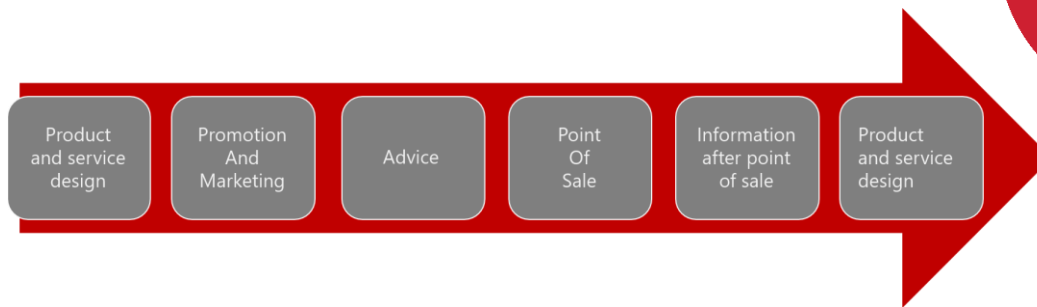 Product
and service
design
Promotion
And
Marketing
Advice
Point
Of
Sale
Information
after point
of sale
Product
and service
design